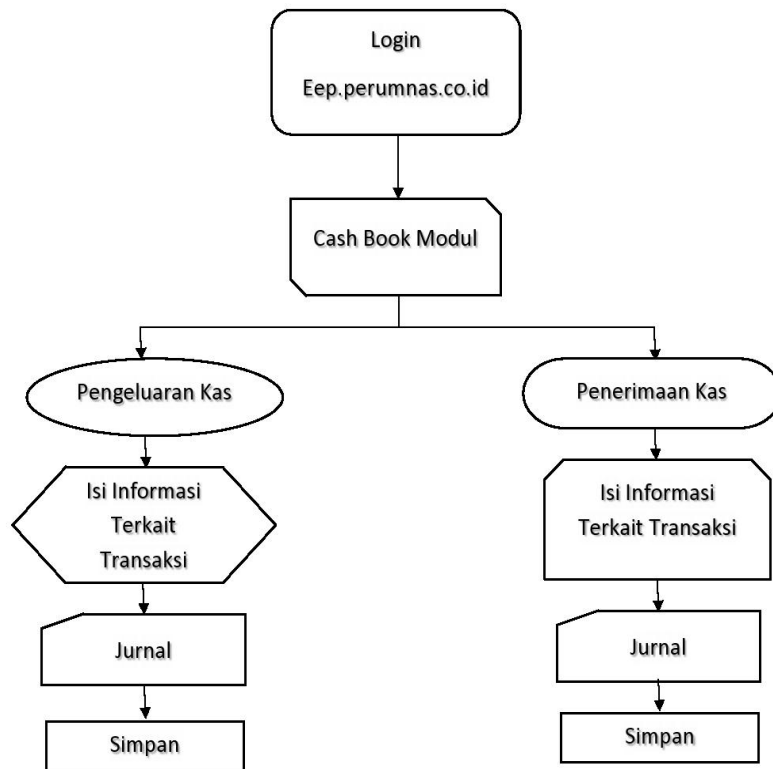 Login
Eep.perumnas.co.id
Cash Book Modul
Pengeluaran Kas
Penerimaan Kas
Isi Informasi
Terkait
Transaksi
Isi Informasi
Terkait Transaksi
Jurnal
Jurnal
Simpan
Simpan